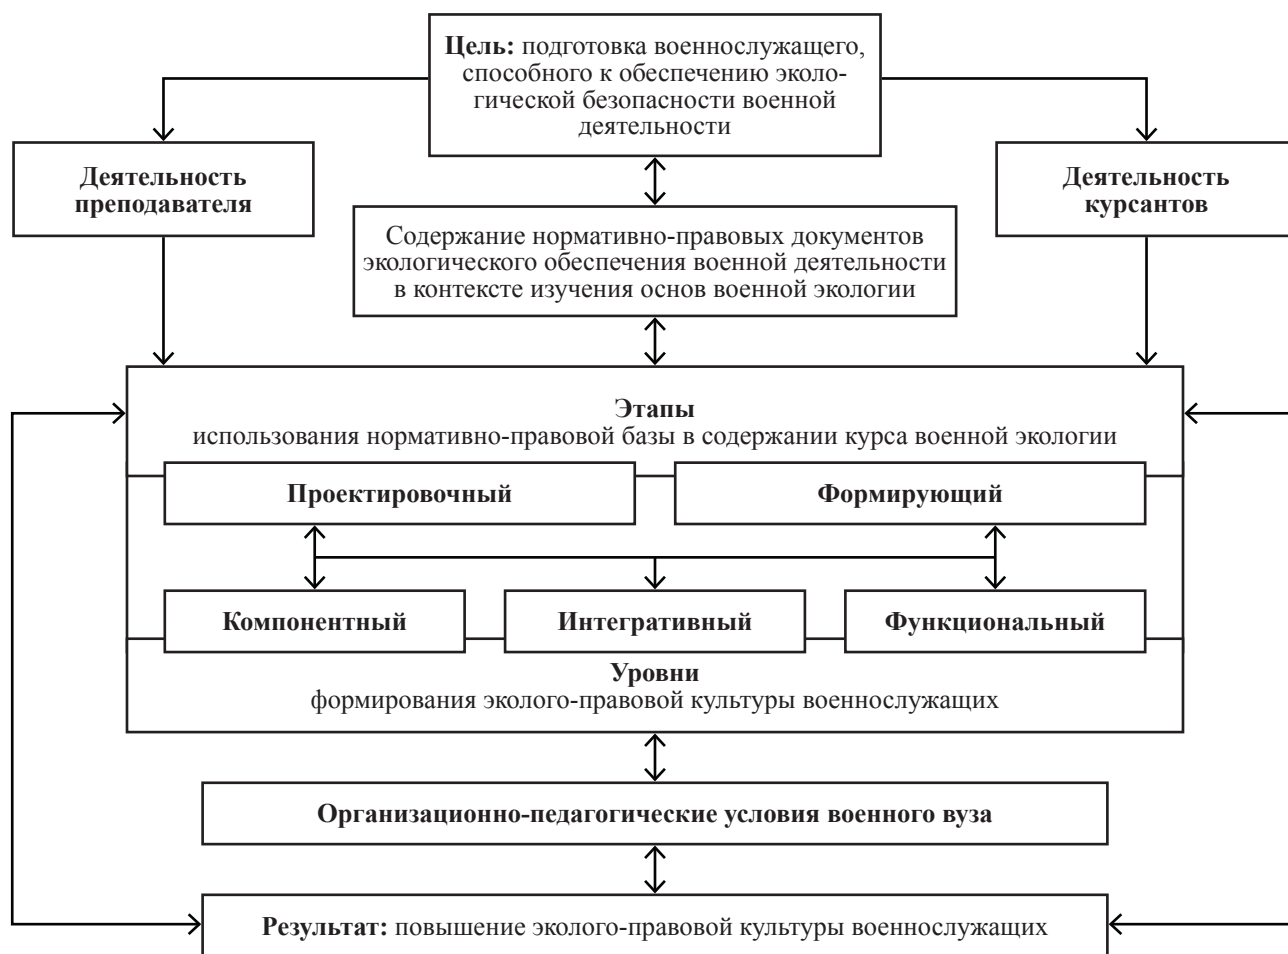 Цель: подготовка военнослужащего,
способного к обеспечению эколо-
гической безопасности военной
деятельности
Деятельность
преподавателя
Деятельность
курсантов
Содержание нормативно-правовых документов
экологического обеспечения военной деятельности
в контексте изучения основ военной экологии
Этапы
использования нормативно-правовой базы в содержании курса военной экологии
Проектировочный
Формирующий
Компонентный
Интегративный
Функциональный
Уровни
формирования эколого-правовой культуры военнослужащих
Организационно-педагогические условия военного вуза
Результат: повышение эколого-правовой культуры военнослужащих